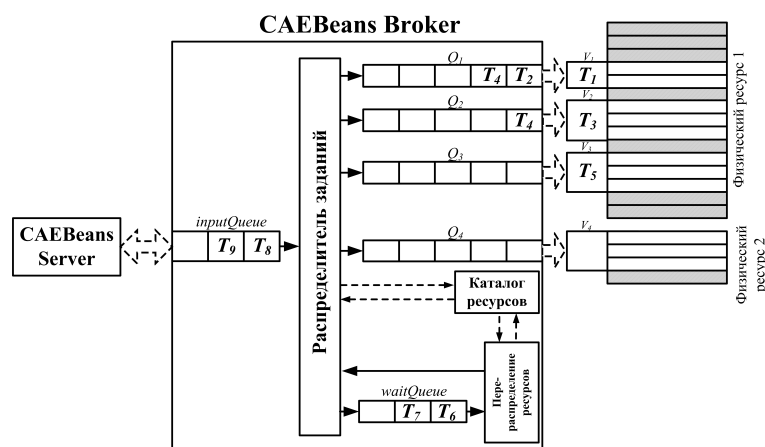 CAEBeans Broker
Q1
T4 T2
V1
T1
Q2
T4
V2
T3
Q3
V3
T5
Физический ресурс 1
inputQueue
T9 T8
CAEBeans
Server
Распределитель заданий
Q4
V4
Физический
ресурс 2
Каталог
ресурсов
Пере-
распределение
ресурсов
waitQueue
T7 T6